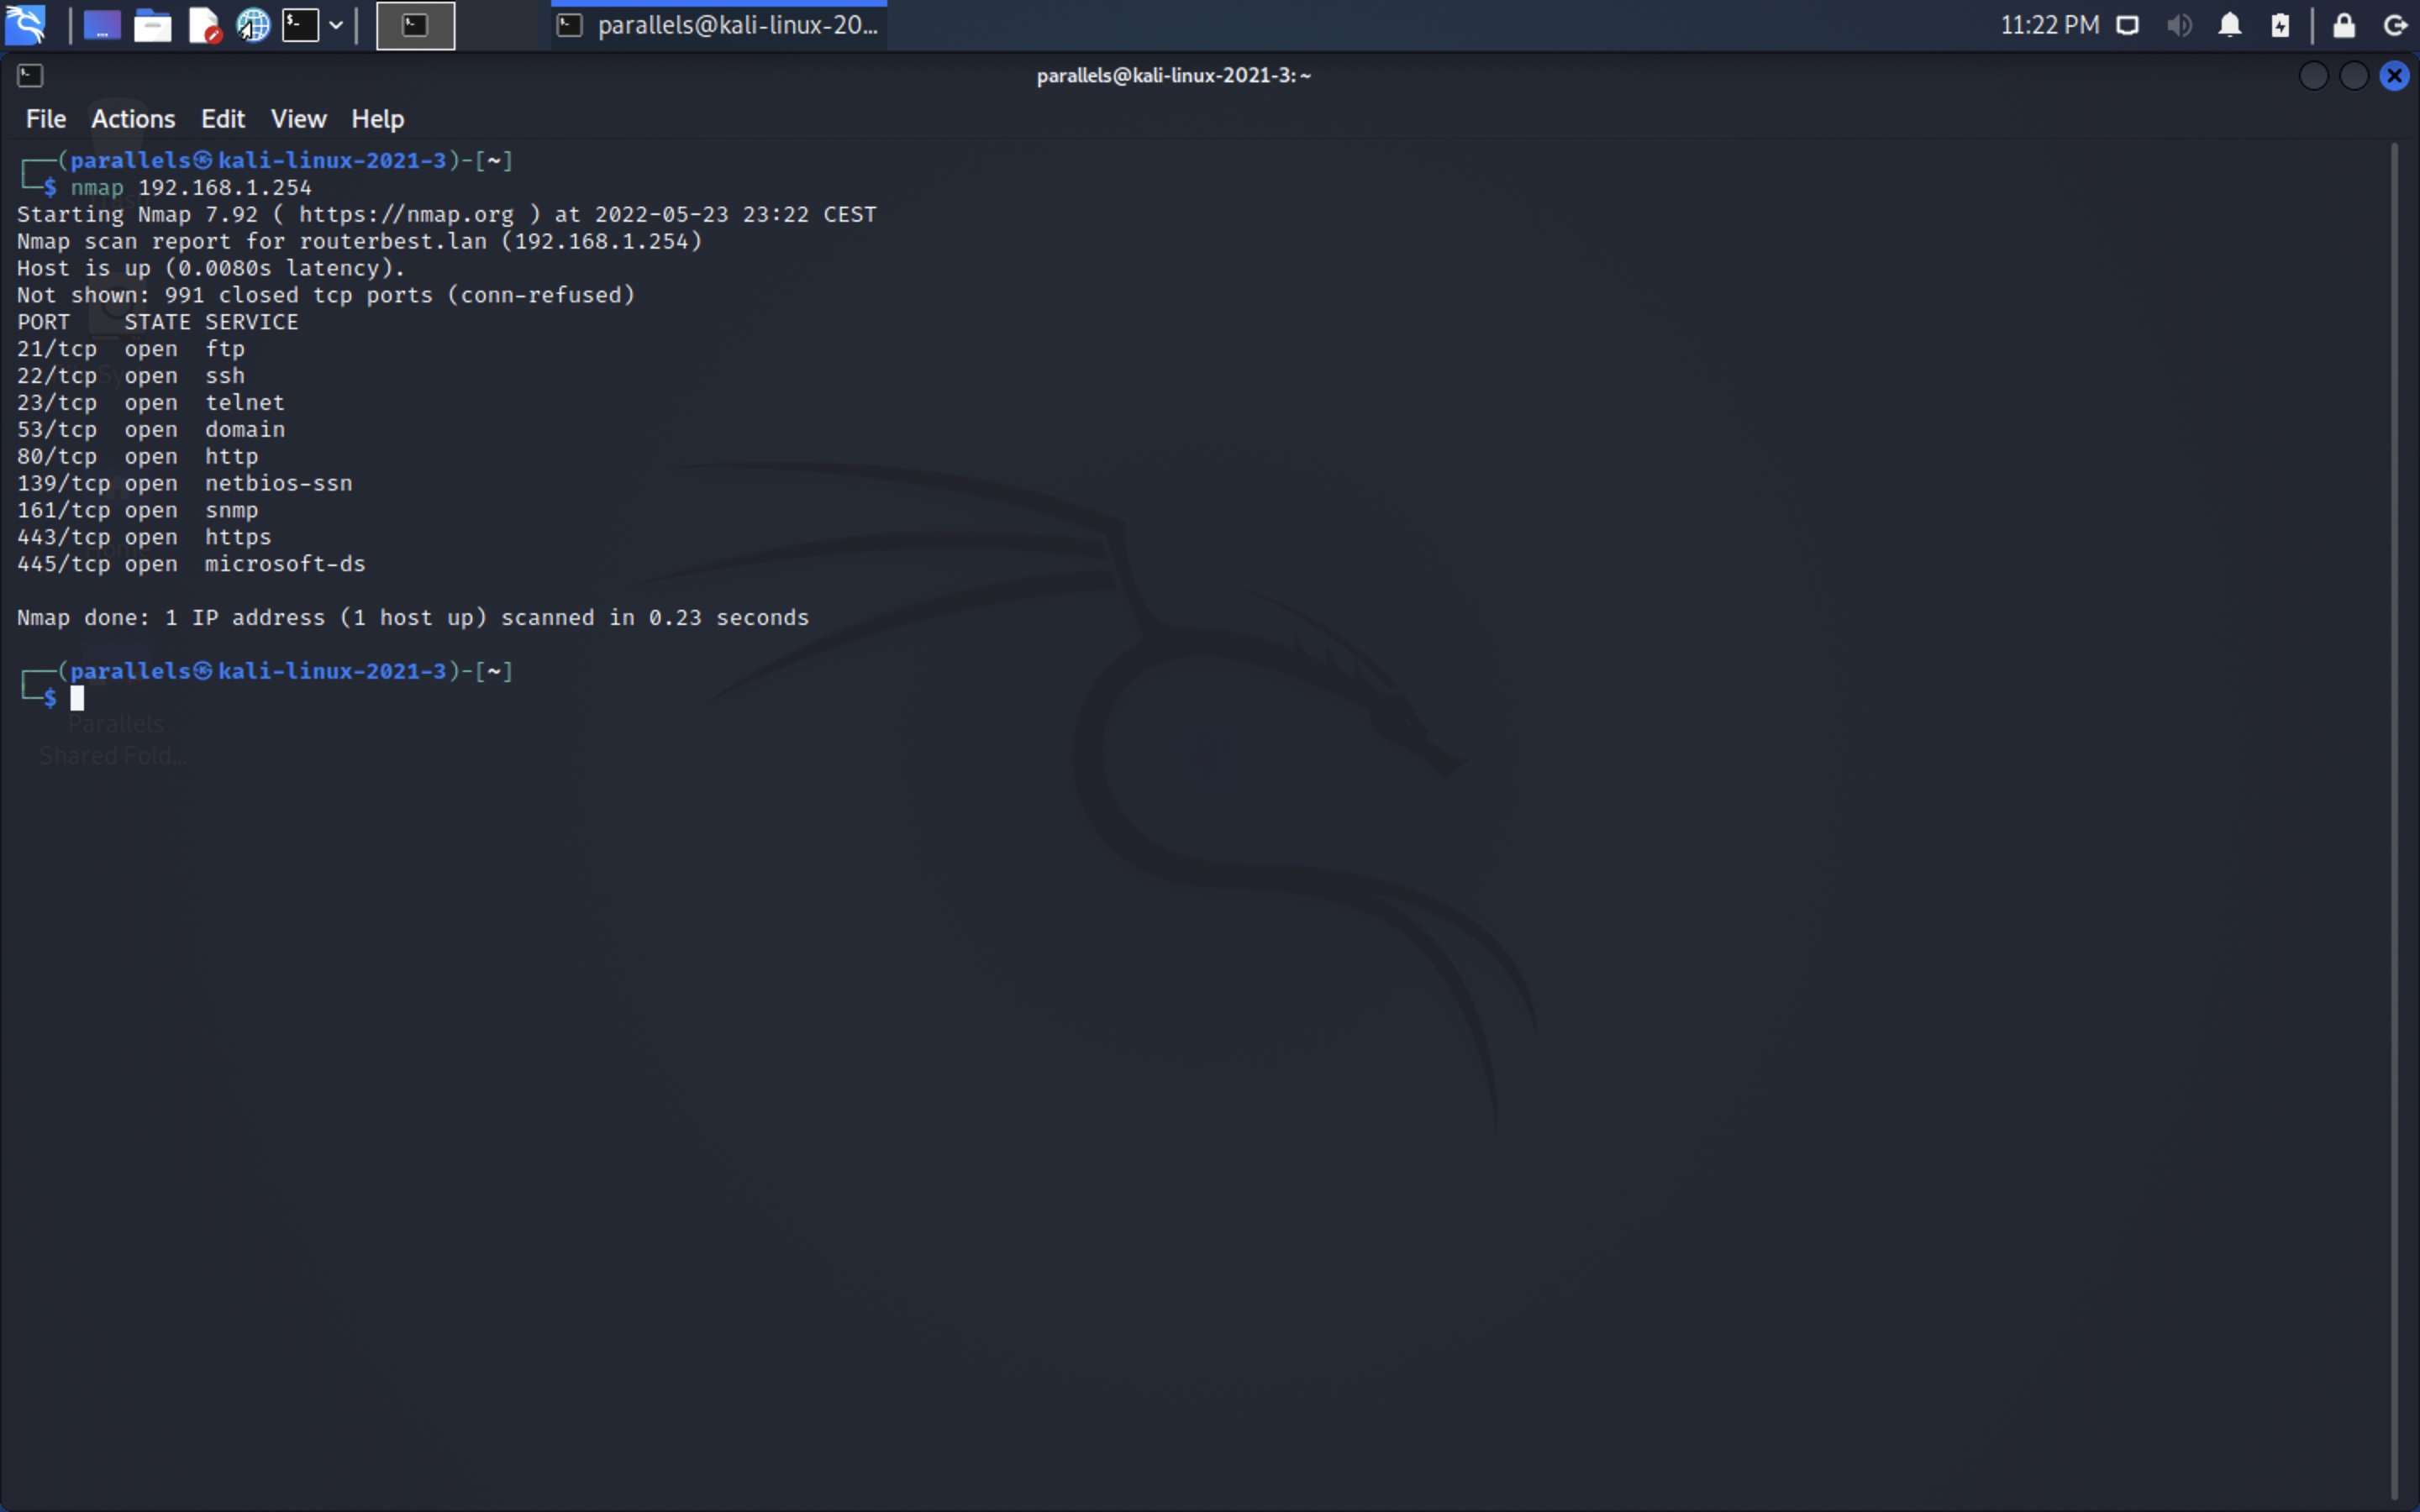 parallels@kali-linux-20...
11:22 PM
parallels@kali-linux-2021-3: ~
File Actions Edit View Help
┌──(parallels㉿kali-linux-2021-3)-[~]
└─$ nmap 192.168.1.254
Starting Nmap 7.92 ( https://nmap.org ) at 2022-05-23 23:22 CEST
Nmap scan report for routerbest.lan (192.168.1.254)
Host is up (0.0080s latency).
Not shown: 991 closed tcp ports (conn-refused)
PORT    STATE SERVICE
21/tcp  open  ftp
22/tcp  open  ssh
23/tcp  open  telnet
53/tcp  open  domain
80/tcp  open  http
139/tcp open  netbios-ssn
161/tcp open  snmp
443/tcp open  https
445/tcp open  microsoft-ds
Nmap done: 1 IP address (1 host up) scanned in 0.23 seconds
┌──(parallels㉿kali-linux-2021-3)-[~]
└─$
Parallels
Shared Fold...